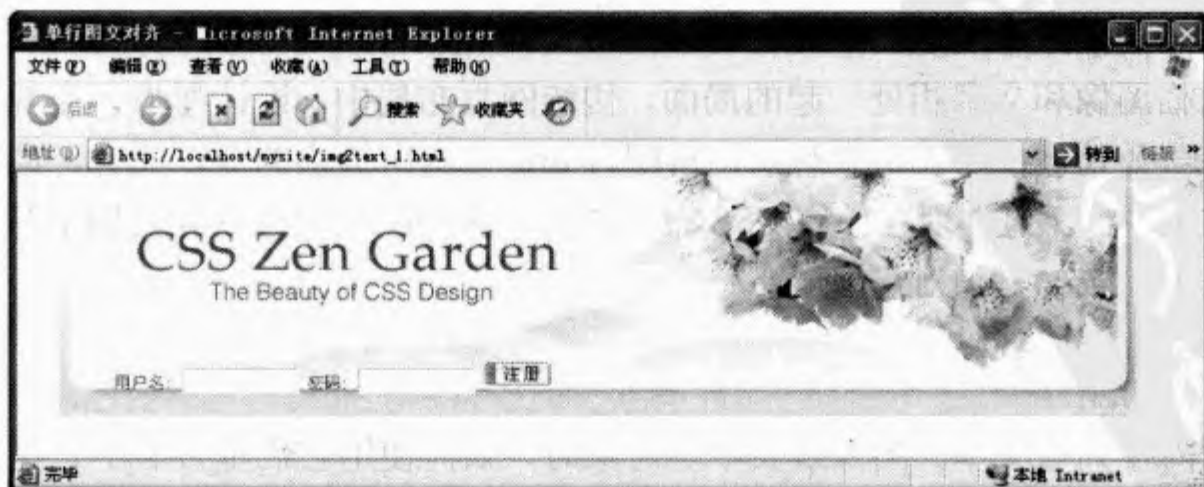 单行图文对齐 - Microsoft Internet Explorer
文件(F) 编辑(E) 查看(V) 收藏(A) 工具(T) 帮助(H)
后退 搜索 收藏夹
地址(D) http://localhost/mysite/img2text_1.html 转到 链接 »
CSS Zen Garden
The Beauty of CSS Design
用户名: 密码: 注册
完毕 本地 Intranet